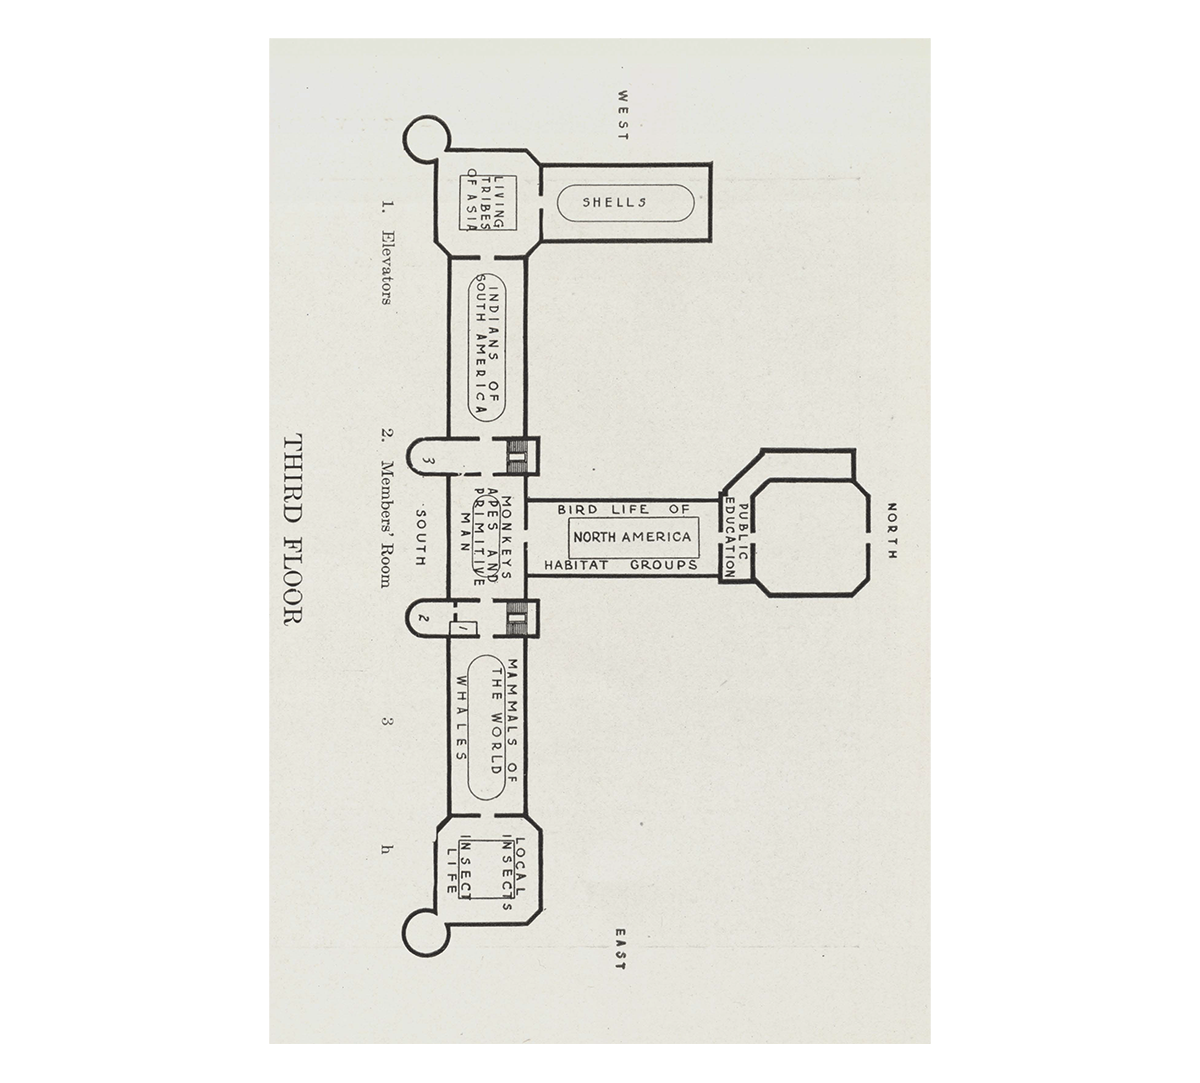 NORTH
WEST
EAST
SHELLS
LIVING
TRIBES
OF ASIA
INDIANS OF
SOUTH AMERICA
MONKEYS
APES AND
PRIMITIVE
MAN
BIRD LIFE OF
NORTH AMERICA
HABITAT GROUPS
PUBLIC
EDUCATION
MAMMALS OF
THE WORLD
WHALES
LOCAL
INSECTS
INSECT
LIFE
3
2
1
SOUTH
1. Elevators 2. Members' Room 3 h
THIRD FLOOR